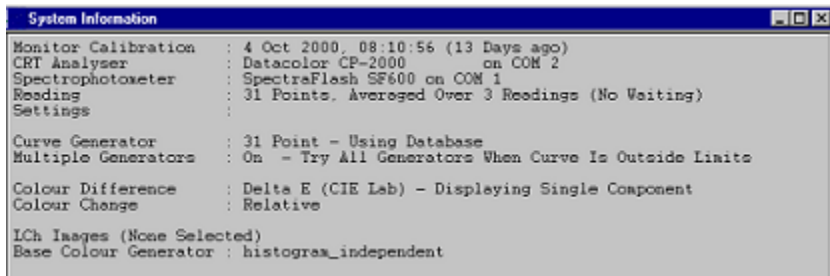 System Information
Monitor Calibration : 4 Oct 2000, 08:10:56 (13 Days ago)
CRT Analyser : Datacolor CP-2000 on COM 2
Spectrophotometer : SpectraFlash SF600 on COM 1
Reading : 31 Points, Averaged Over 3 Readings (No Waiting)
Settings :
Curve Generator : 31 Point - Using Database
Multiple Generators : On - Try All Generators When Curve Is Outside Limits
Colour Difference : Delta E (CIE Lab) - Displaying Single Component
Colour Change : Relative
LCh Images (None Selected)
Base Colour Generator : histogram_independent